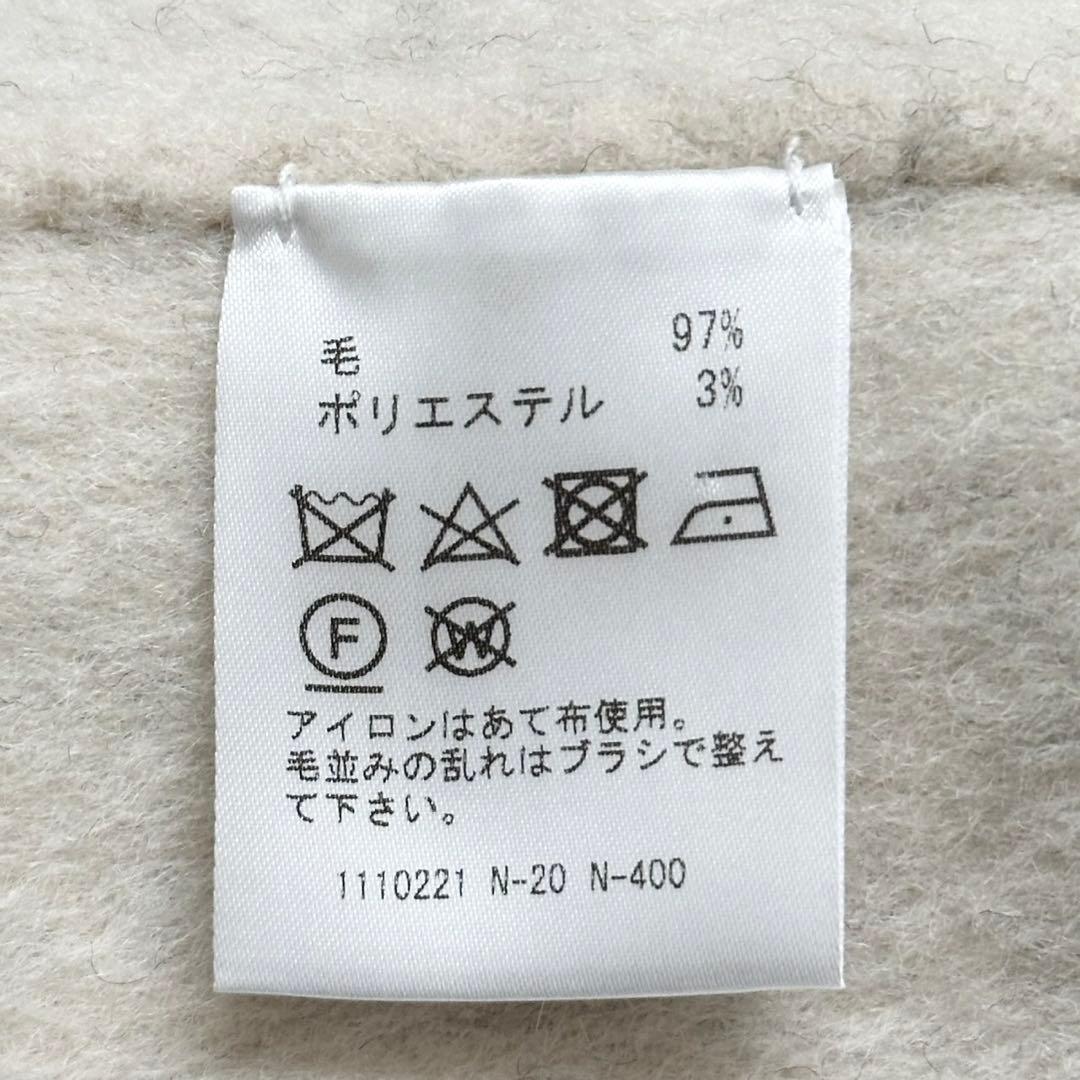 毛 97%
ポリエステル 3%
F W
アイロンはあて布使用。
毛並みの乱れはブラシで整え
て下さい。
1110221 N-20 N-400